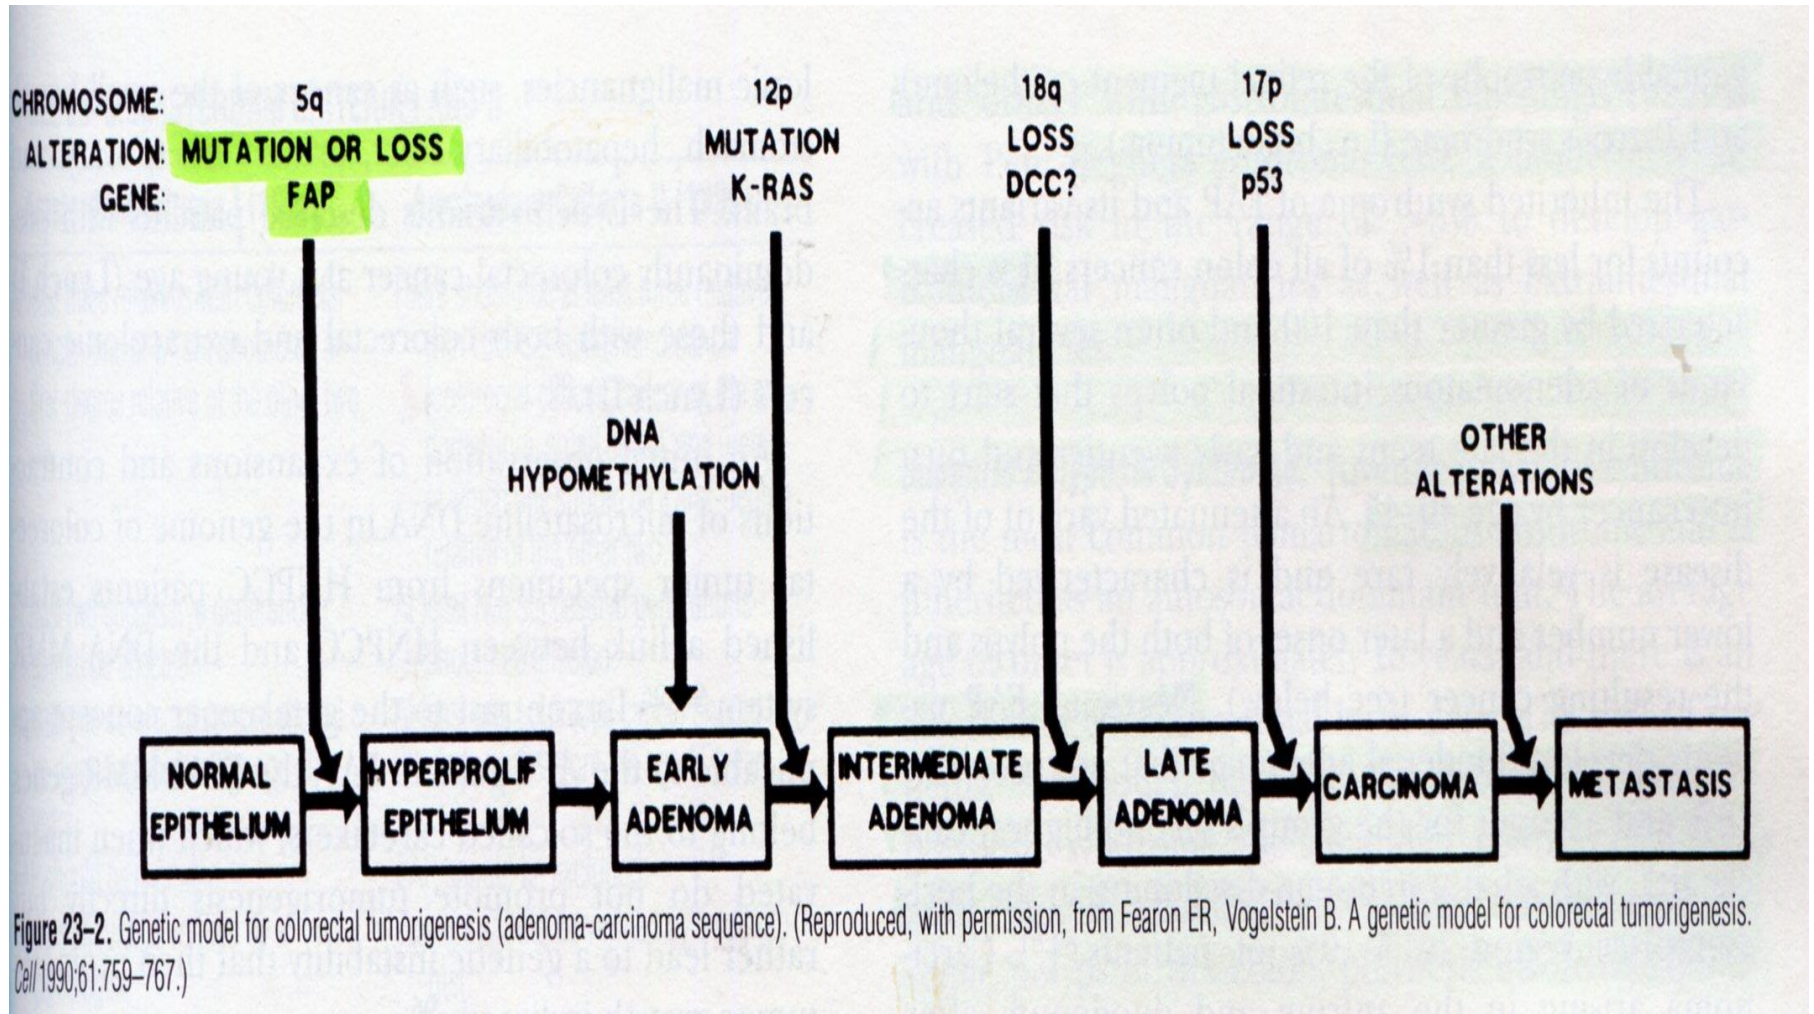 CHROMOSOME: 5q 12p 18q 17p
ALTERATION: MUTATION OR LOSS MUTATION LOSS LOSS
GENE: FAP K-RAS DCC? p53
DNA
HYPOMETHYLATION
OTHER
ALTERATIONS
NORMAL
EPITHELIUM
HYPERPROLIF
EPITHELIUM
EARLY
ADENOMA
INTERMEDIATE
ADENOMA
LATE
ADENOMA
CARCINOMA
METASTASIS
Figure 23–2. Genetic model for colorectal tumorigenesis (adenoma-carcinoma sequence). (Reproduced, with permission, from Fearon ER, Vogelstein B. A genetic model for colorectal tumorigenesis.
Cell 1990;61:759–767.)